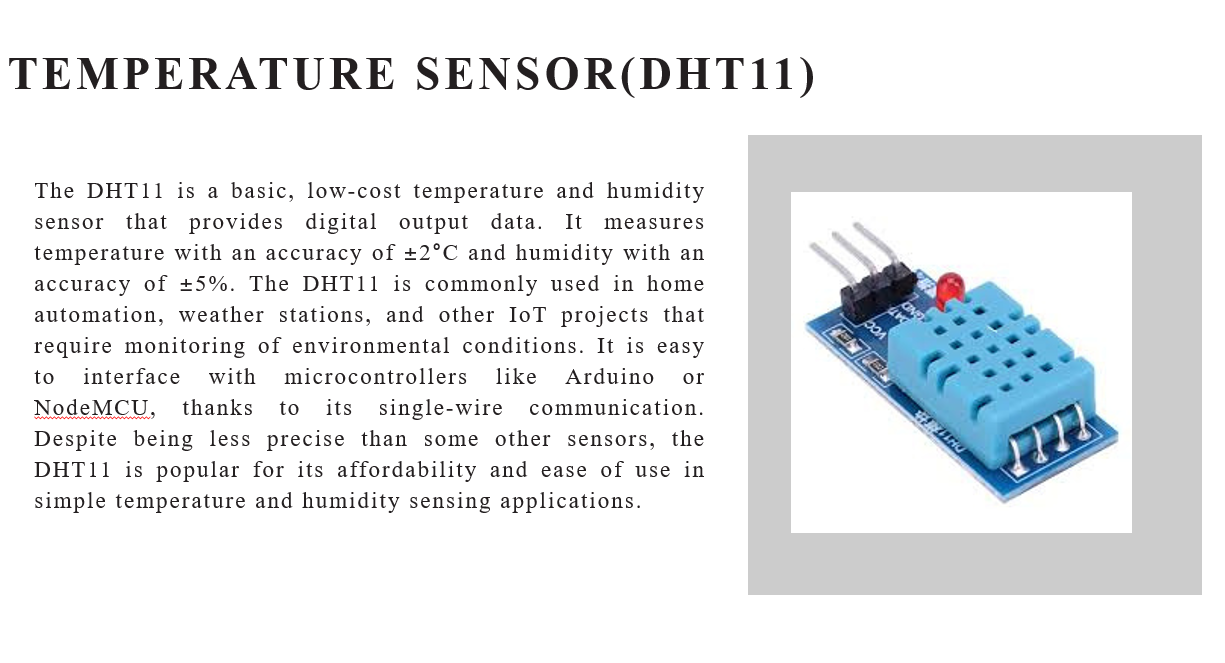 TEMPERATURE SENSOR(DHT11)
The DHT11 is a basic, low-cost temperature and humidity
sensor that provides digital output data. It measures
temperature with an accuracy of ±2°C and humidity with an
accuracy of ±5%. The DHT11 is commonly used in home
automation, weather stations, and other IoT projects that
require monitoring of environmental conditions. It is easy
to interface with microcontrollers like Arduino or
NodeMCU, thanks to its single-wire communication.
Despite being less precise than some other sensors, the
DHT11 is popular for its affordability and ease of use in
simple temperature and humidity sensing applications.
VCC
DAT
GND